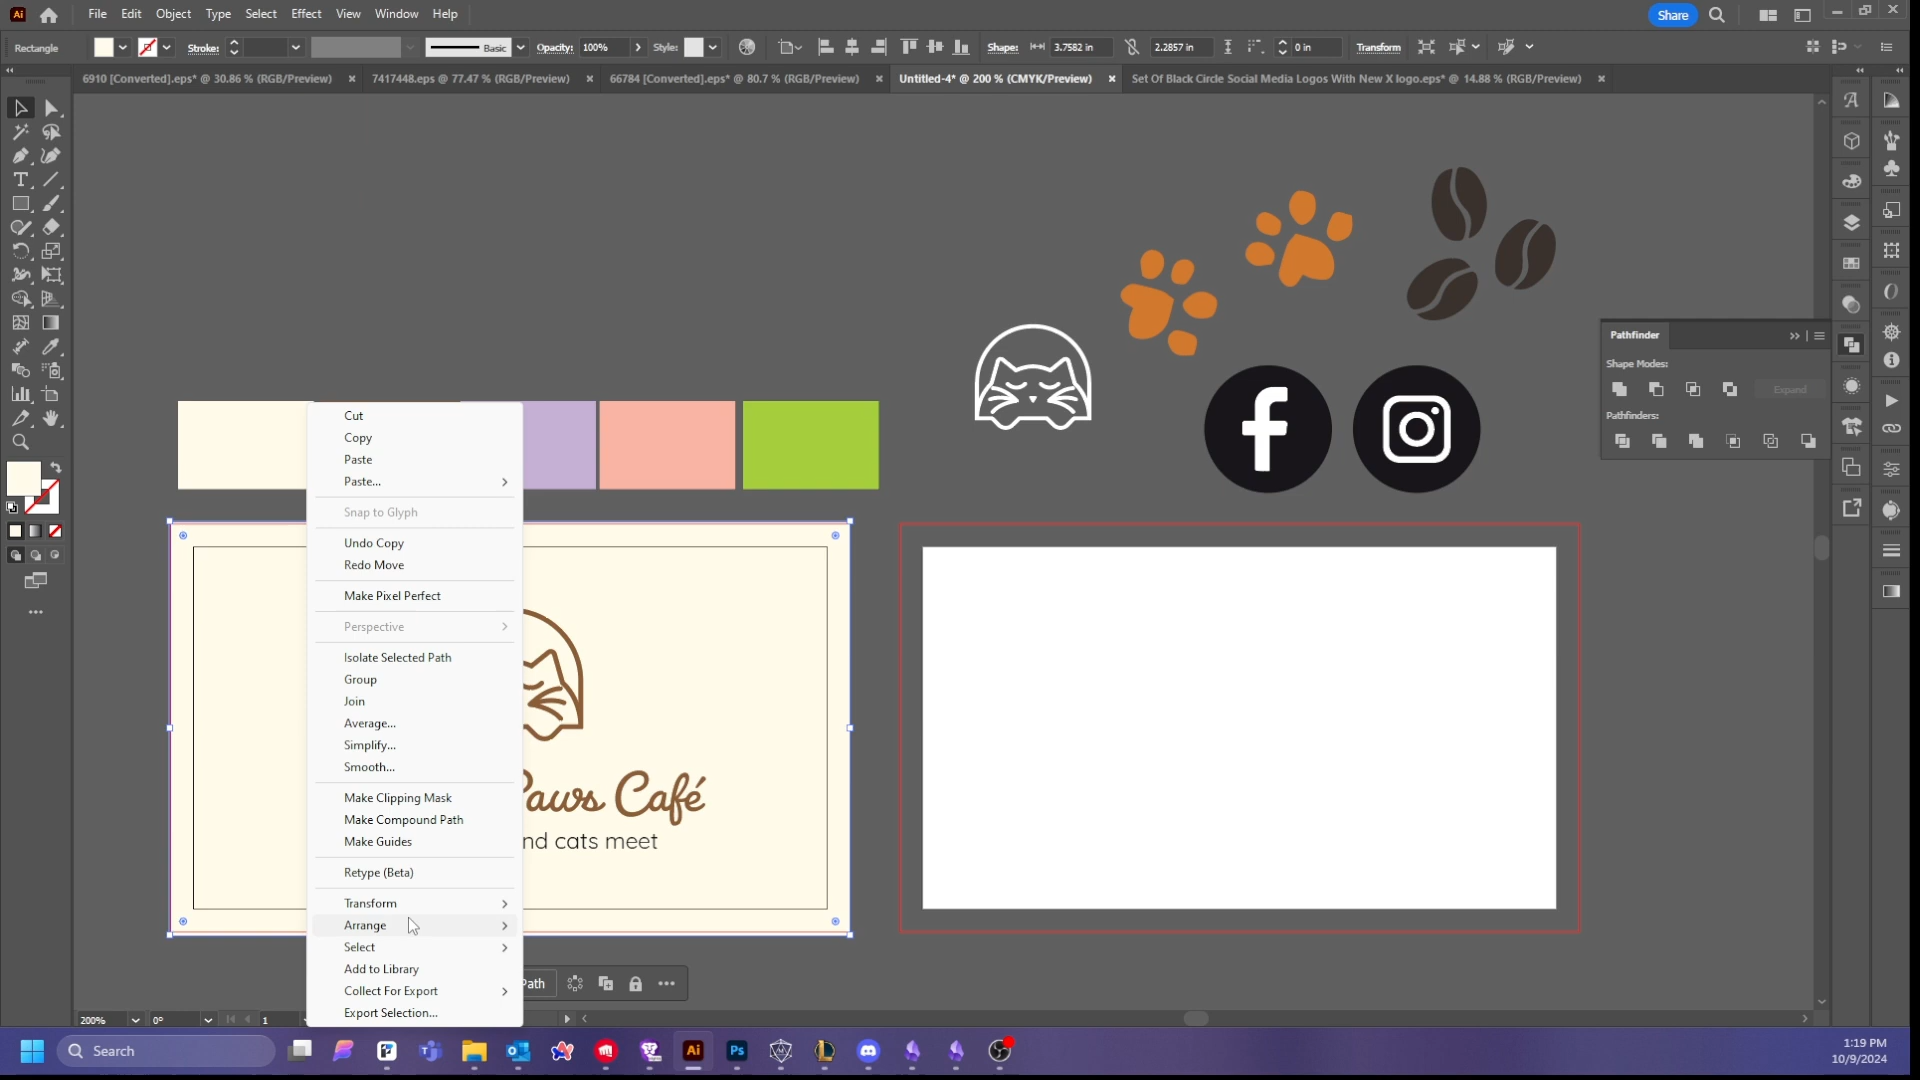 Ai File Edit Object Type Select Effect View Window Help Share
Rectangle Stroke: Basic Opacity: 100% Style: Shape: 3.7582 in 2.2857 in 0 in Transform
6910 [Converted].eps* @ 30.86 % (RGB/Preview) × 7417448.eps @ 77.47 % (RGB/Preview) × 66784 [Converted].eps* @ 80.7 % (RGB/Preview) × Untitled-4* @ 200 % (CMYK/Preview) × Set Of Black Circle Social Media Logos With New X logo.eps* @ 14.88 % (RGB/Preview) ×
Pathfinder
Shape Modes:
Expand
Pathfinders:
Cut
Copy
Paste
Paste...
Snap to Glyph
Undo Copy
Redo Move
Make Pixel Perfect
Perspective
Isolate Selected Path
Group
Join
Average...
Simplify...
Smooth...
Make Clipping Mask
Make Compound Path
Make Guides
Retype (Beta)
Transform
Arrange
Select
Add to Library
Collect For Export
Export Selection...
Paws Café
nd cats meet
Path
200% 0° 1
Search
Ai Ps
1:19 PM
10/9/2024